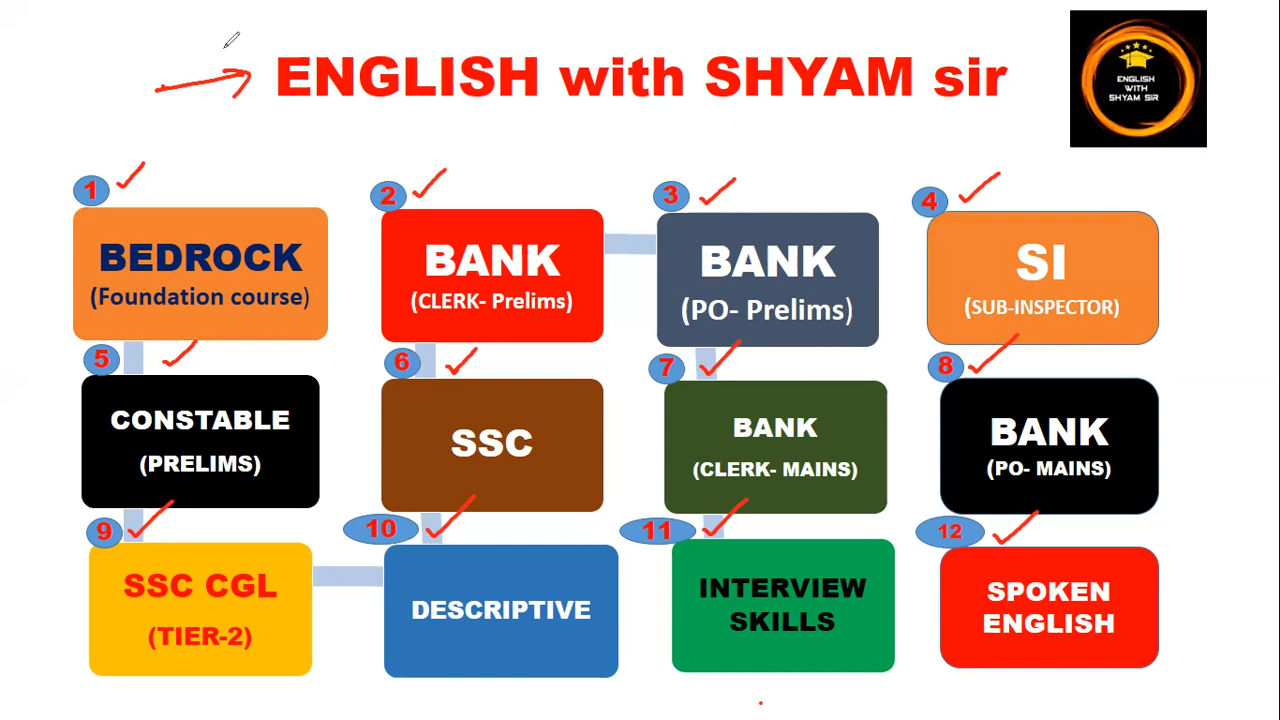 ENGLISH with SHYAM sir
ENGLISH
WITH
SHYAM SIR
1
BEDROCK
(Foundation course)
2
BANK
(CLERK- Prelims)
3
BANK
(PO- Prelims)
4
SI
(SUB-INSPECTOR)
5
CONSTABLE
(PRELIMS)
6
SSC
7
BANK
(CLERK- MAINS)
8
BANK
(PO- MAINS)
9
SSC CGL
(TIER-2)
10
DESCRIPTIVE
11
INTERVIEW
SKILLS
12
SPOKEN
ENGLISH